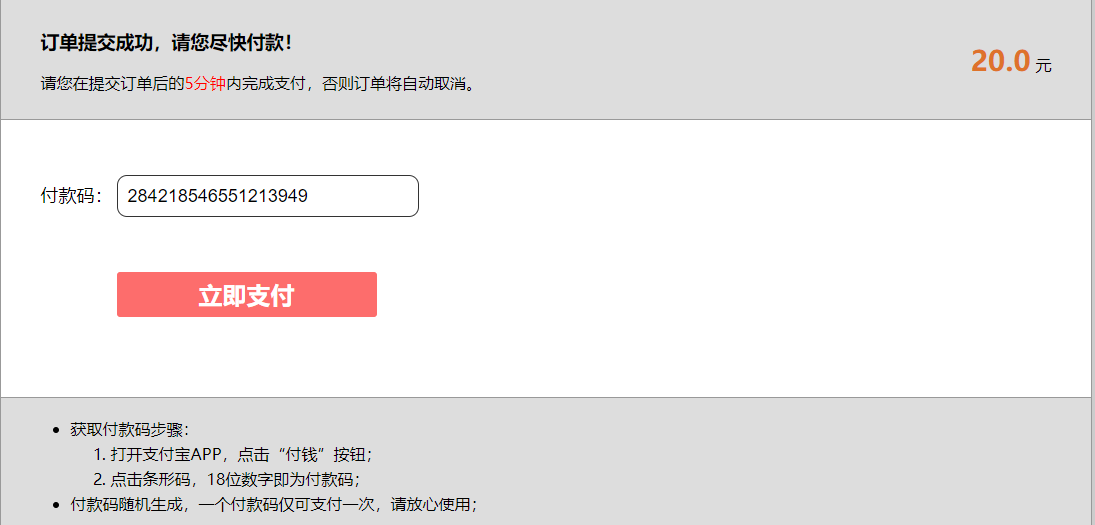 订单提交成功，请您尽快付款！
请您在提交订单后的5分钟内完成支付，否则订单将自动取消。
20.0 元
付款码： 284218546551213949
立即支付
获取付款码步骤：
1. 打开支付宝APP，点击“付钱”按钮；
2. 点击条形码，18位数字即为付款码；
付款码随机生成，一个付款码仅可支付一次，请放心使用；